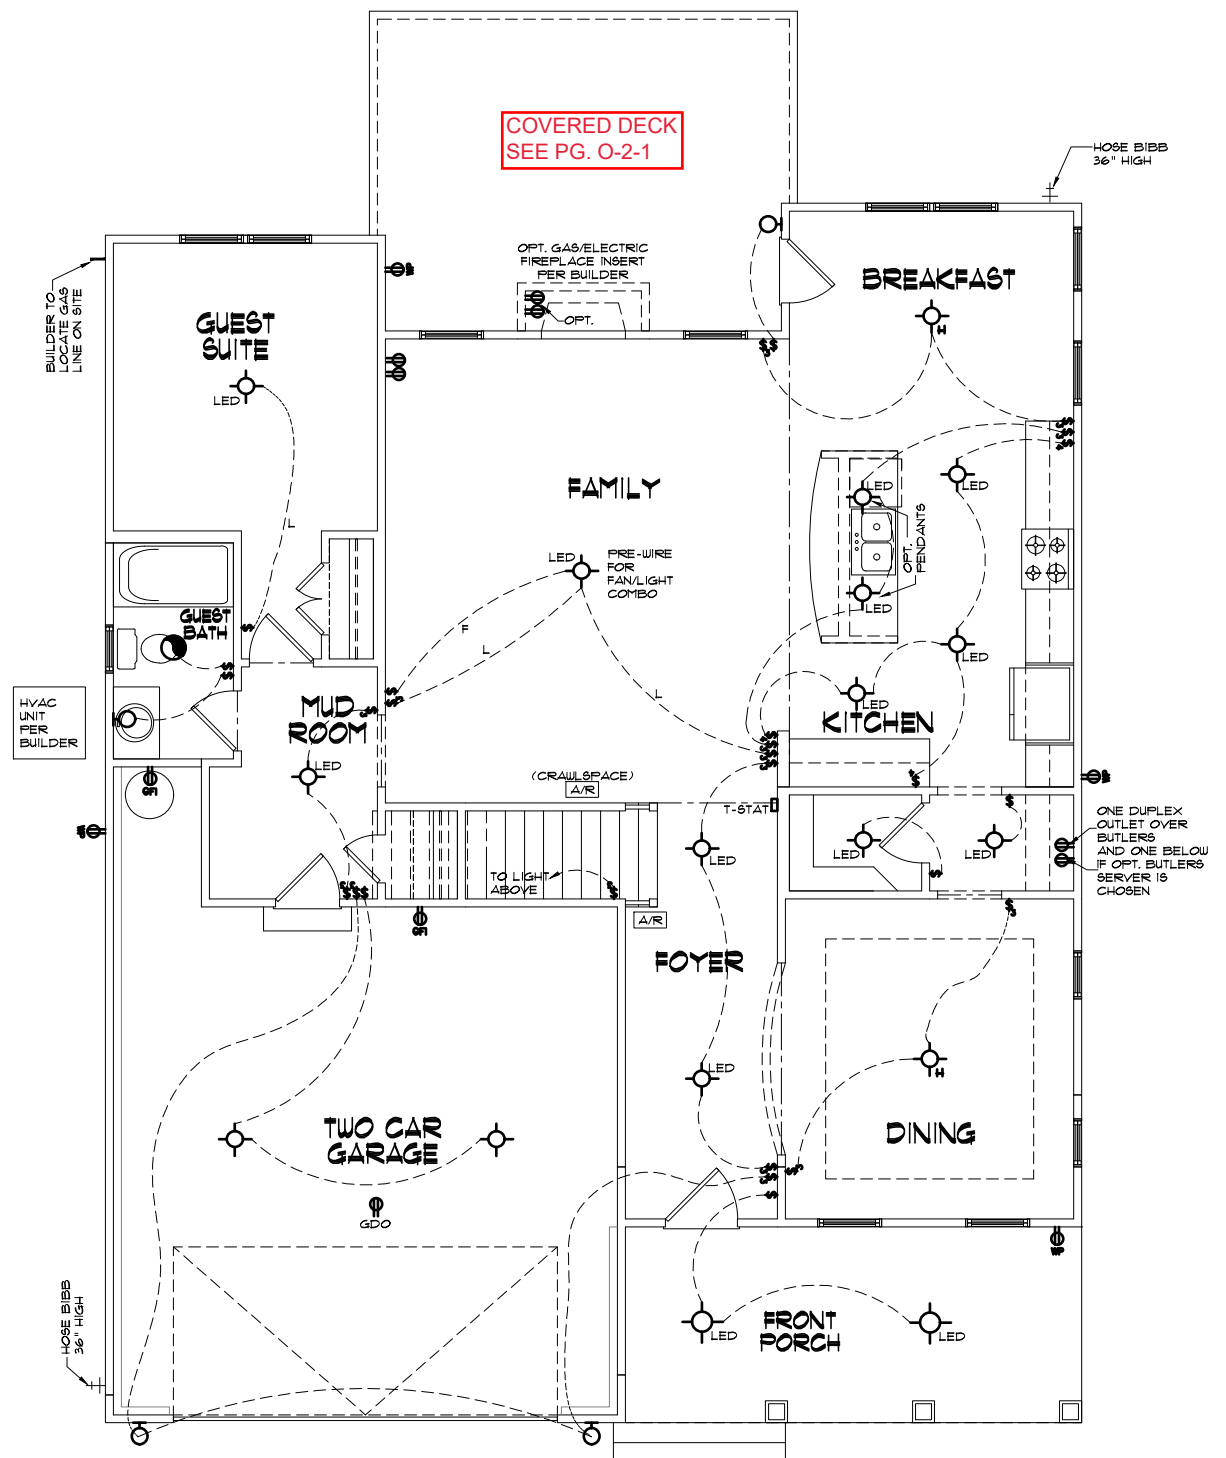 COVERED DECK
SEE PG. O-2-1
HOSE BIBB
36" HIGH
OPT. GAS/ELECTRIC
FIREPLACE INSERT
PER BUILDER
OPT.
BREAKFAST
H
BUILDER TO
LOCATE GAS
LINE ON SITE
WP
GUEST
SUITE
LED
L
FAMILY
LED
PRE-WIRE
FOR
FAN/LIGHT
COMBO
F
L
L
LED
LED
OPT.
PENDANTS
LED
LED
LED
KITCHEN
GUEST
BATH
HVAC
UNIT
PER
BUILDER
MUD
ROOM
LED
(CRAWLSPACE)
A/R
T-STAT
WP
WP
ONE DUPLEX
OUTLET OVER
BUTLERS
AND ONE BELOW
IF OPT. BUTLERS
SERVER IS
CHOSEN
LED
LED
LED
TO LIGHT
ABOVE
A/R
FOYER
LED
H
DINING
TWO CAR
GARAGE
GDO
WP
HOSE BIBB
36" HIGH
LED
FRONT
PORCH
LED